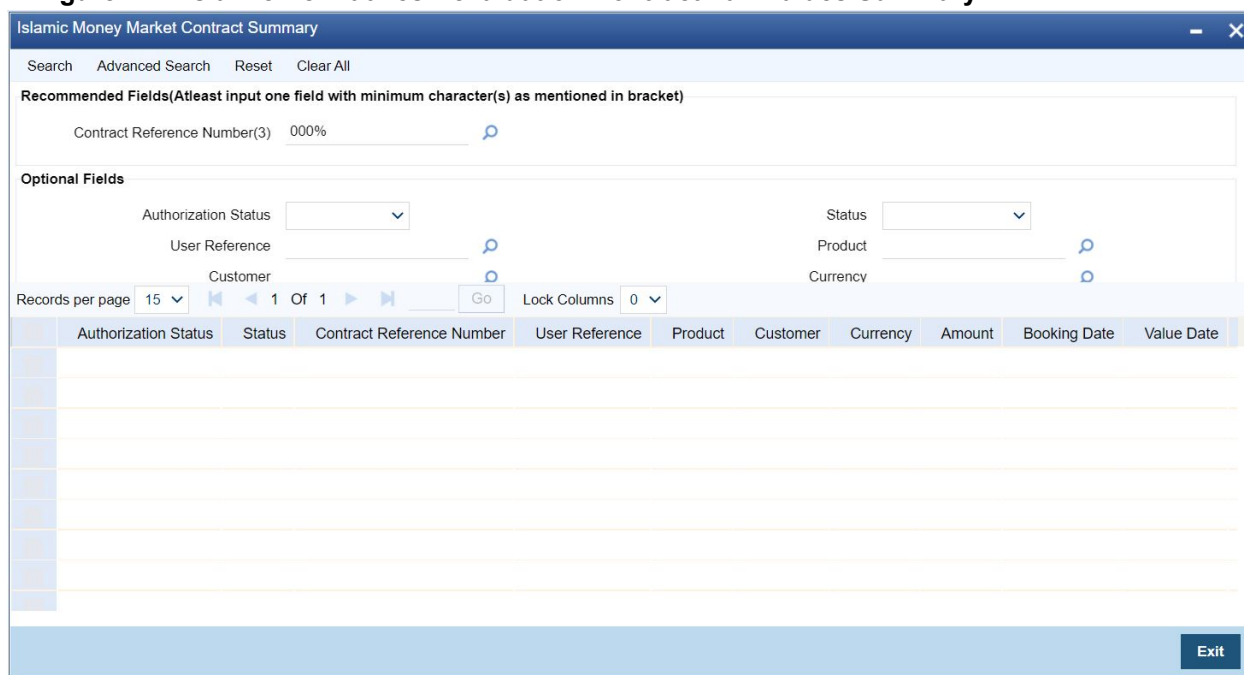 Islamic Money Market Contract Summary
Search Advanced Search Reset Clear All
Recommended Fields(Atleast input one field with minimum character(s) as mentioned in bracket)
Contract Reference Number(3) 000%
Optional Fields
Authorization Status Status
User Reference Product
Customer Currency
Records per page 15 1 Of 1 Go Lock Columns 0
Authorization Status Status Contract Reference Number User Reference Product Customer Currency Amount Booking Date Value Date
Exit